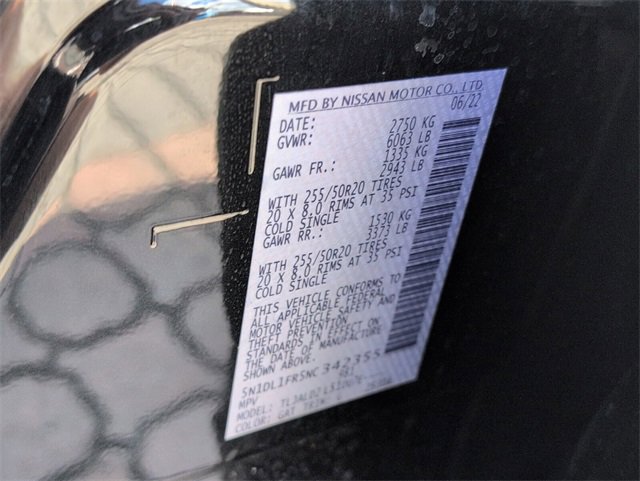 MFD BY NISSAN MOTOR CO., LTD
DATE: 06/22
GVWR: 2750 KG
6063 LB
GAWR FR.: 1335 KG
2943 LB
WITH 255/50R20 TIRES
20 X 8.0 RIMS AT 35 PSI
COLD SINGLE
GAWR RR.: 1530 KG
3373 LB
WITH 255/50R20 TIRES
20 X 8.0 RIMS AT 35 PSI
COLD SINGLE
THIS VEHICLE CONFORMS TO
ALL APPLICABLE FEDERAL
MOTOR VEHICLE SAFETY AND
THEFT PREVENTION
STANDARDS IN EFFECT ON
THE DATE OF MANUFACTURE
SHOWN ABOVE.
5N1DL1FR5NC342355
MPV
MODEL:
COLOR: TRIM: